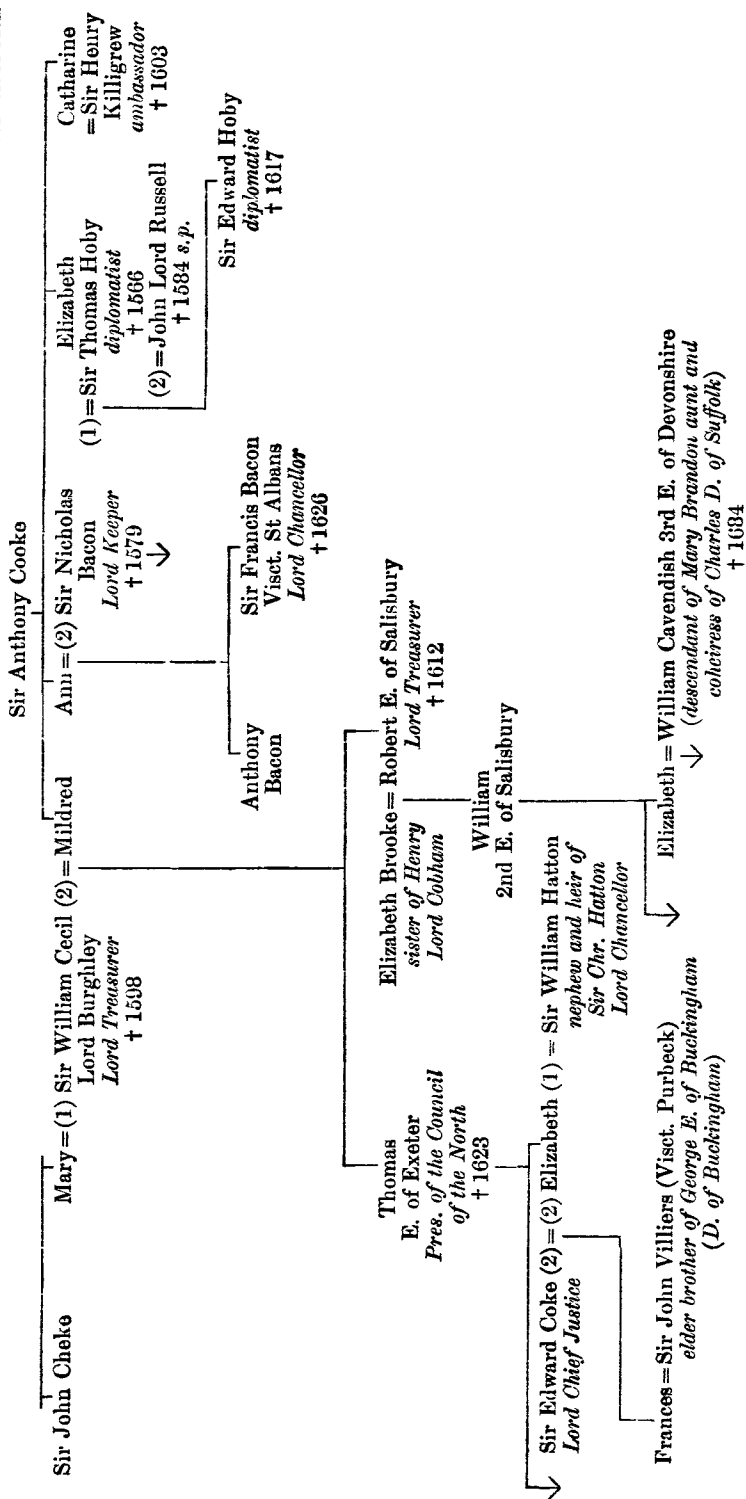 Sir Anthony Cooke
Sir John Cheke
Mary = (1) Sir William Cecil (2) = Mildred
Lord Burghley
Lord Treasurer
† 1598
Ann = (2) Sir Nicholas
Bacon
Lord Keeper
† 1579
Elizabeth
(1) = Sir Thomas Hoby
diplomatist
† 1566
(2) = John Lord Russell
† 1584 s.p.
Catharine
= Sir Henry
Killigrew
ambassador
† 1603
Anthony
Bacon
Sir Francis Bacon
Visct. St Albans
Lord Chancellor
† 1626
Sir Edward Hoby
diplomatist
† 1617
Thomas
E. of Exeter
Pres. of the Council
of the North
† 1623
Elizabeth Brooke = Robert E. of Salisbury
sister of Henry
Lord Cobham
Lord Treasurer
† 1612
William
2nd E. of Salisbury
Sir Edward Coke (2) = (2) Elizabeth (1) = Sir William Hatton
Lord Chief Justice
nephew and heir of
Sir Chr. Hatton
Lord Chancellor
Frances = Sir John Villiers (Visct. Purbeck)
elder brother of George E. of Buckingham
(D. of Buckingham)
Elizabeth = William Cavendish 3rd E. of Devonshire
(descendant of Mary Brandon aunt and
coheiress of Charles D. of Suffolk)
† 1684